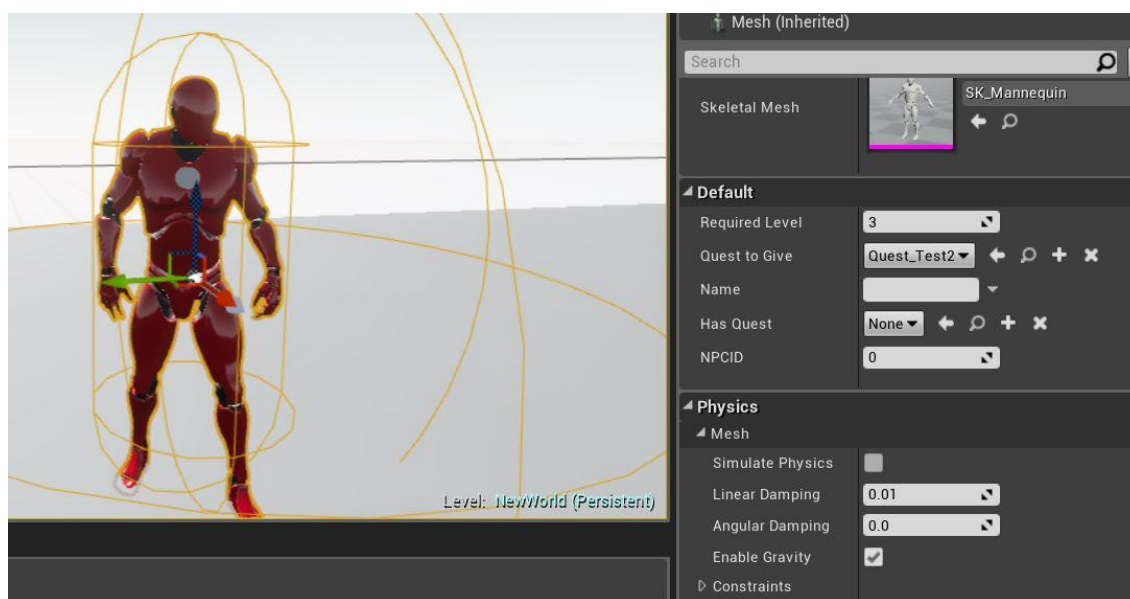 Mesh (Inherited)
Search
Skeletal Mesh
SK_Mannequin
Default
Required Level 3
Quest to Give Quest_Test2
Name
Has Quest None
NPCID 0
Physics
Mesh
Simulate Physics
Linear Damping 0.01
Angular Damping 0.0
Enable Gravity
Constraints
Level: NewWorld (Persistent)